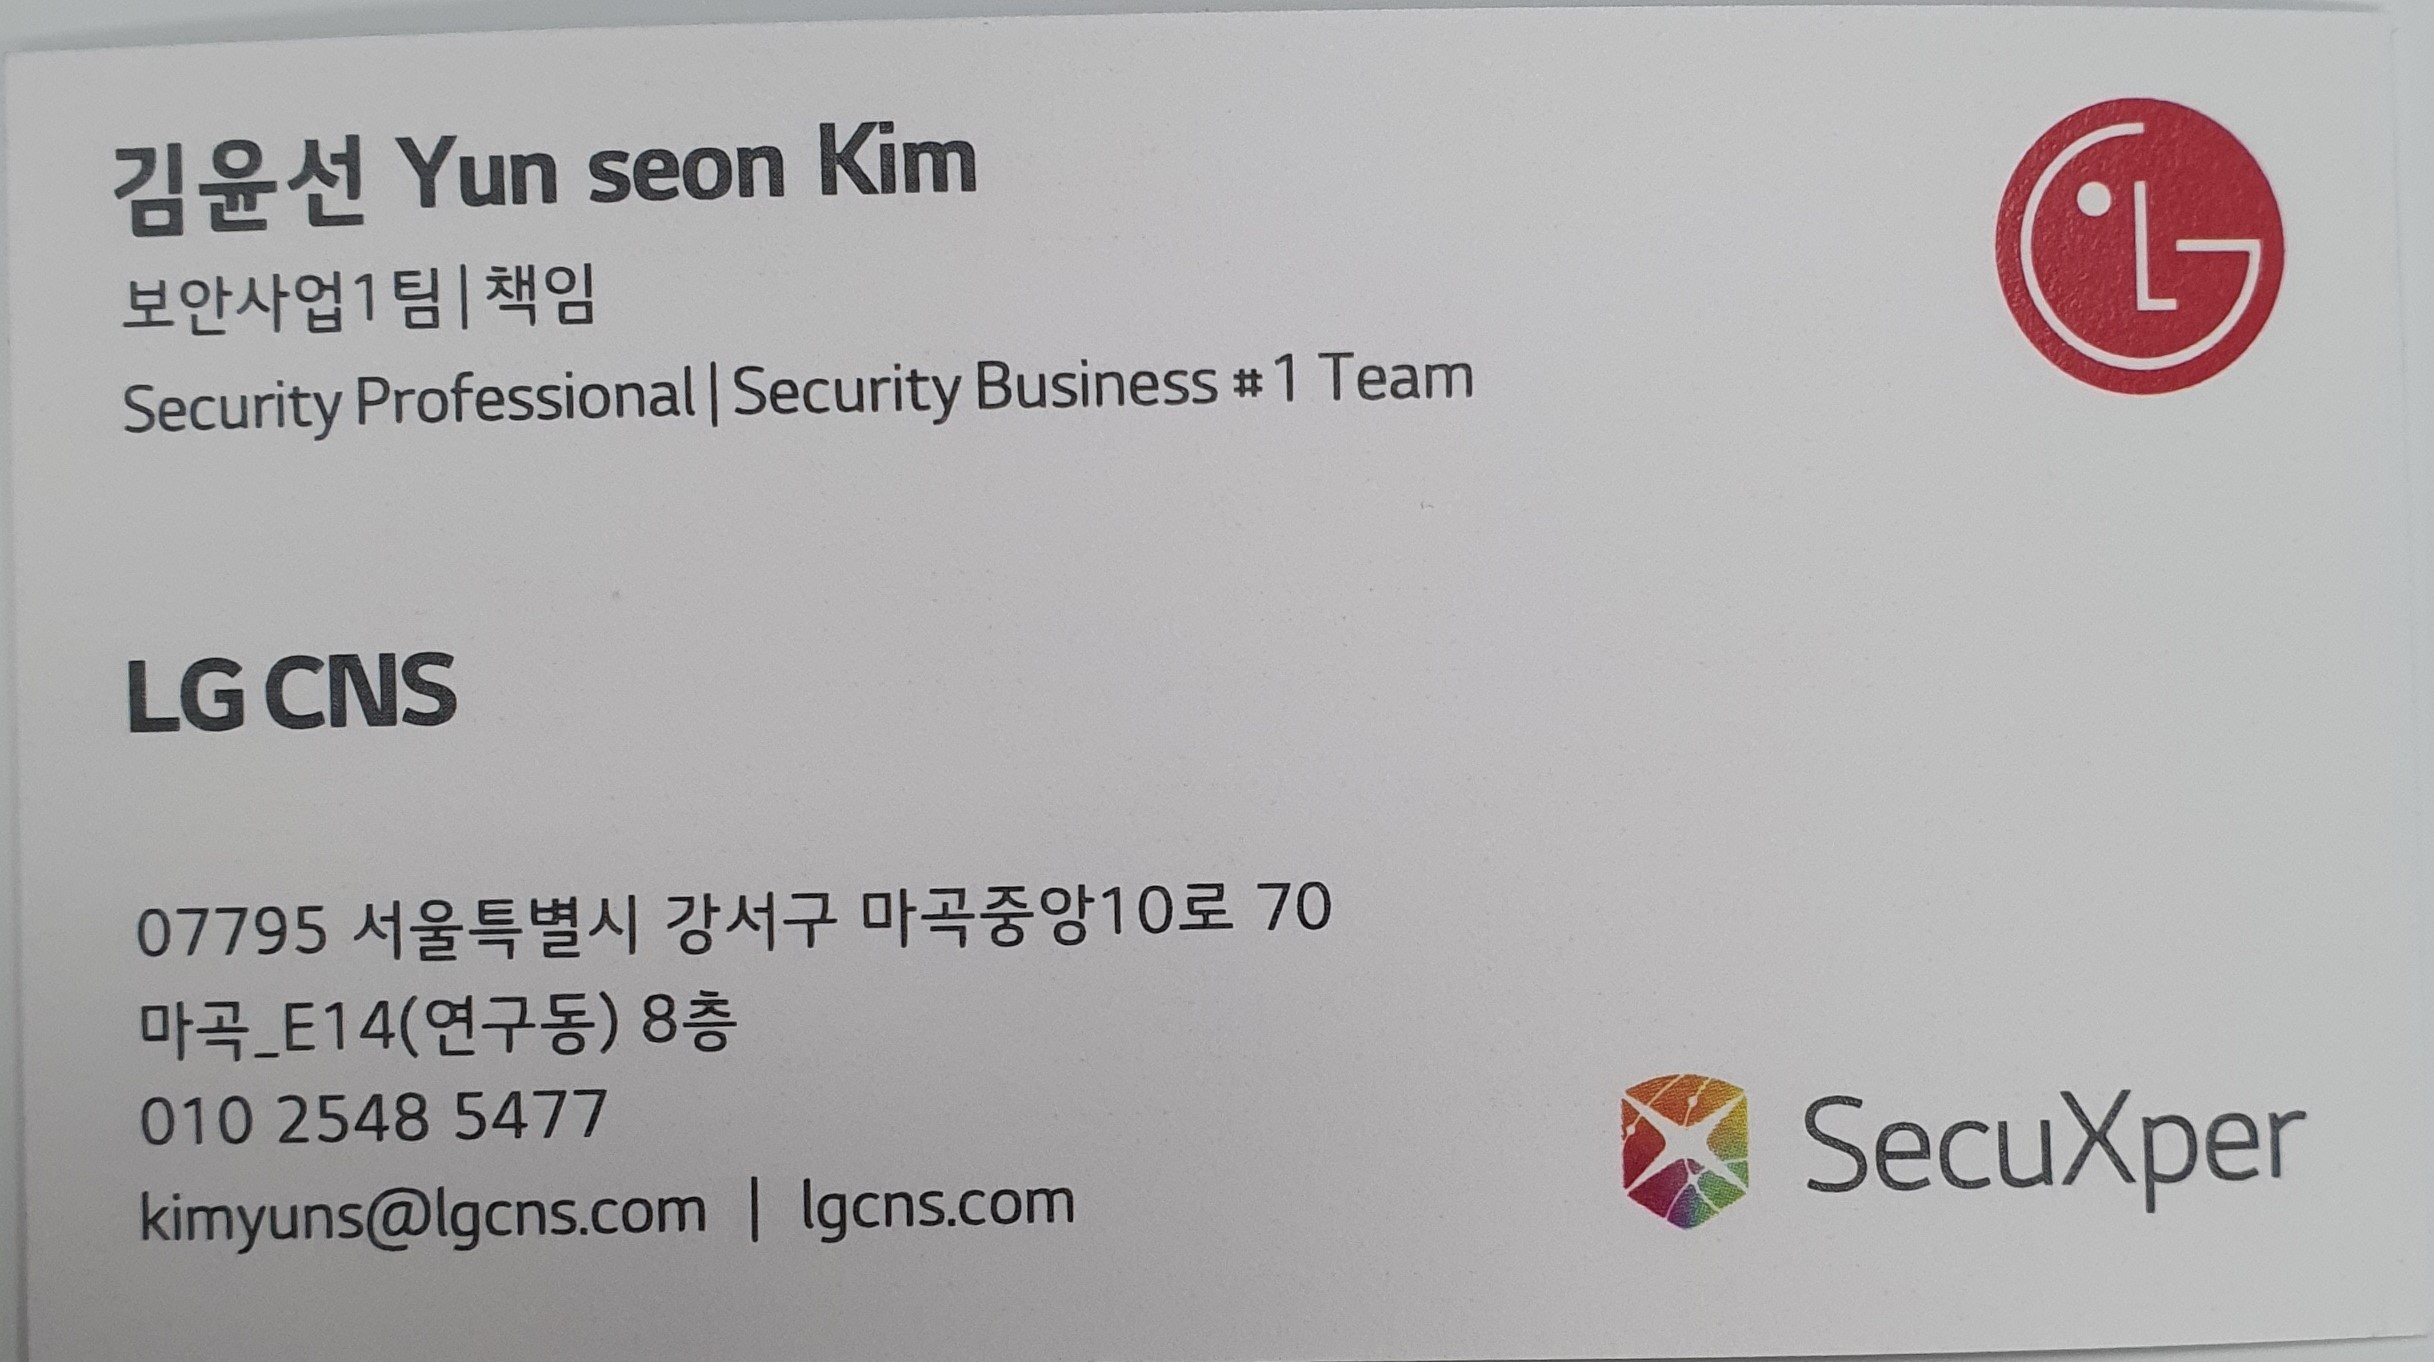 김윤선 Yun seon Kim
보안사업1팀|책임
Security Professional|Security Business #1 Team
LG
LG CNS
07795 서울특별시 강서구 마곡중앙10로 70
마곡_E14(연구동) 8층
010 2548 5477
kimyuns@lgcns.com | lgcns.com
SecuXper